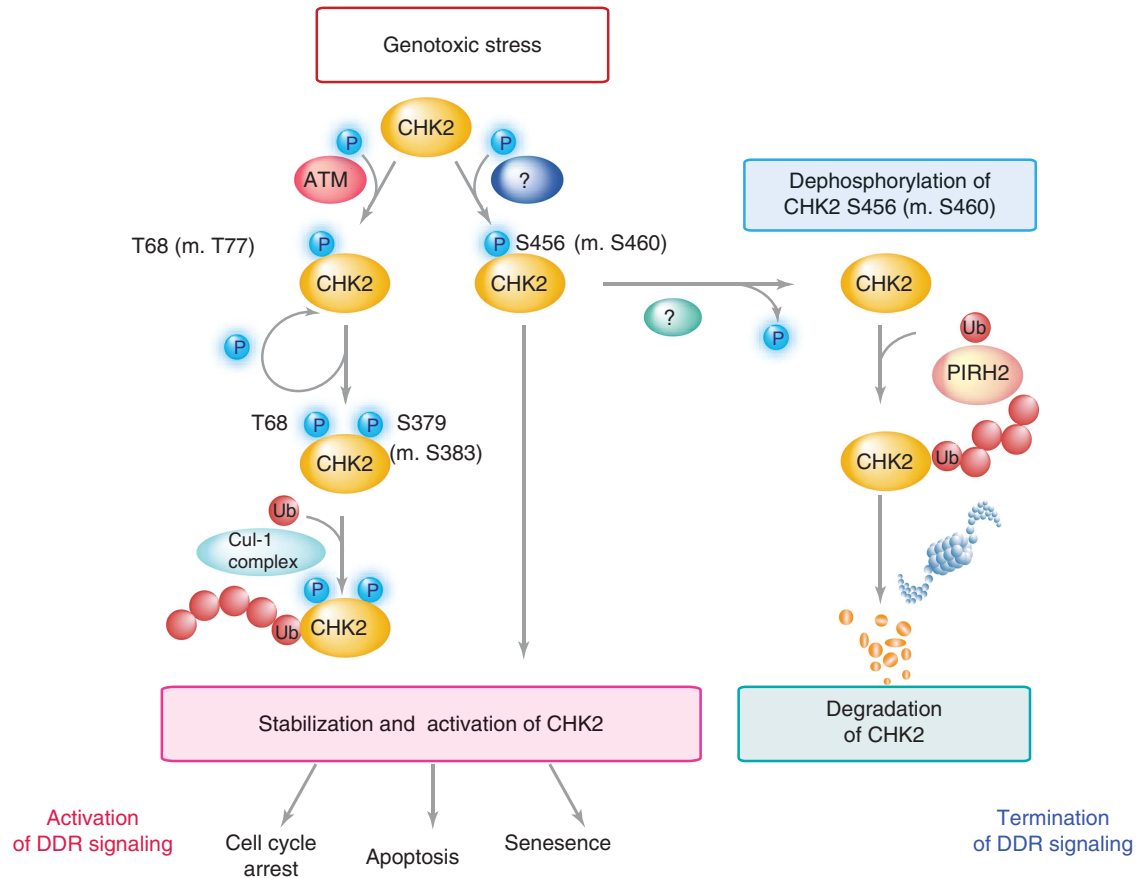 Genotoxic stress
CHK2
P
P
ATM
?
Dephosphorylation of
CHK2 S456 (m. S460)
T68 (m. T77)
P
P
S456 (m. S460)
CHK2
CHK2
CHK2
?
P
P
Ub
PIRH2
T68
P
P
S379
(m. S383)
CHK2
CHK2
Ub
Ub
Cul-1
complex
P
P
Ub
CHK2
Stabilization and activation of CHK2
Degradation
of CHK2
Activation
of DDR signaling
Cell cycle
arrest
Apoptosis
Senesence
Termination
of DDR signaling